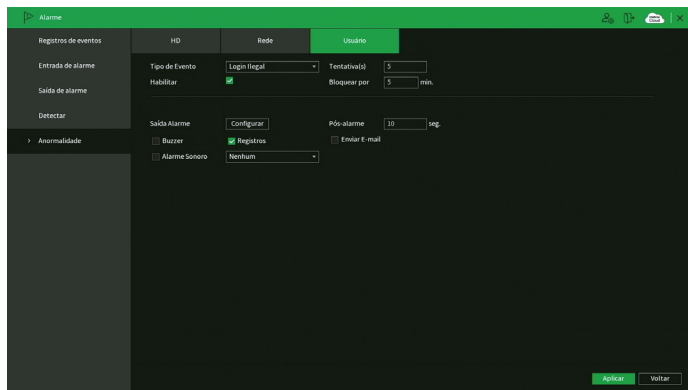 Alarme
Registros de eventos
Entrada de alarme
Saída de alarme
Detectar
> Anormalidade
HD Rede Usuário
Tipo de Evento Login Ilegal Tentativa(s) 5
Habilitar Bloquear por 5 min.
Saída Alarme Configurar Pós-alarme 10 seg.
Buzzer Registros Enviar E-mail
Alarme Sonoro Nenhum
Aplicar Voltar